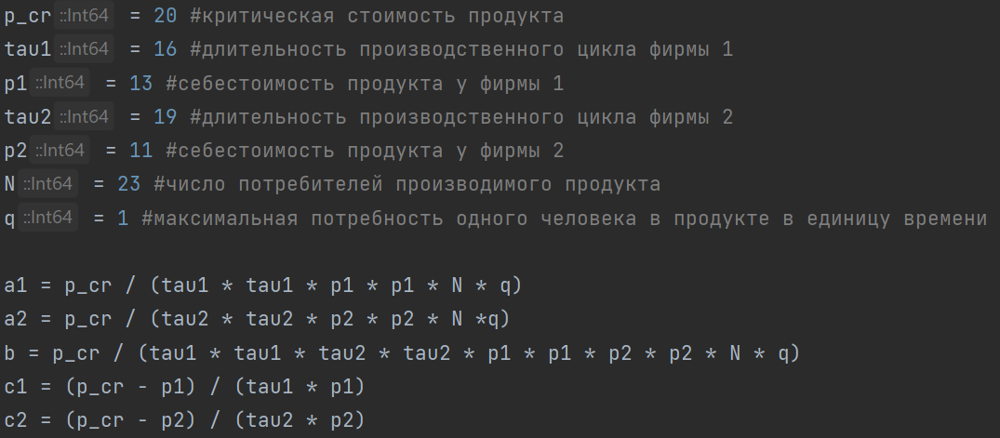 p_cr ::Int64 = 20 #критическая стоимость продукта
tau1 ::Int64 = 16 #длительность производственного цикла фирмы 1
p1 ::Int64 = 13 #себестоимость продукта у фирмы 1
tau2 ::Int64 = 19 #длительность производственного цикла фирмы 2
p2 ::Int64 = 11 #себестоимость продукта у фирмы 2
N ::Int64 = 23 #число потребителей производимого продукта
q ::Int64 = 1 #максимальная потребность одного человека в продукте в единицу времени
a1 = p_cr / (tau1 * tau1 * p1 * p1 * N * q)
a2 = p_cr / (tau2 * tau2 * p2 * p2 * N *q)
b = p_cr / (tau1 * tau1 * tau2 * tau2 * p1 * p1 * p2 * p2 * N * q)
c1 = (p_cr - p1) / (tau1 * p1)
c2 = (p_cr - p2) / (tau2 * p2)